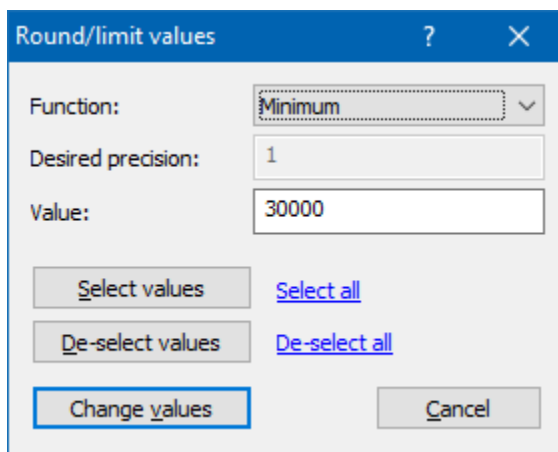 Round/limit values ?
Function: Minimum
Desired precision: 1
Value: 30000
Select values Select all
De-select values De-select all
Change values Cancel